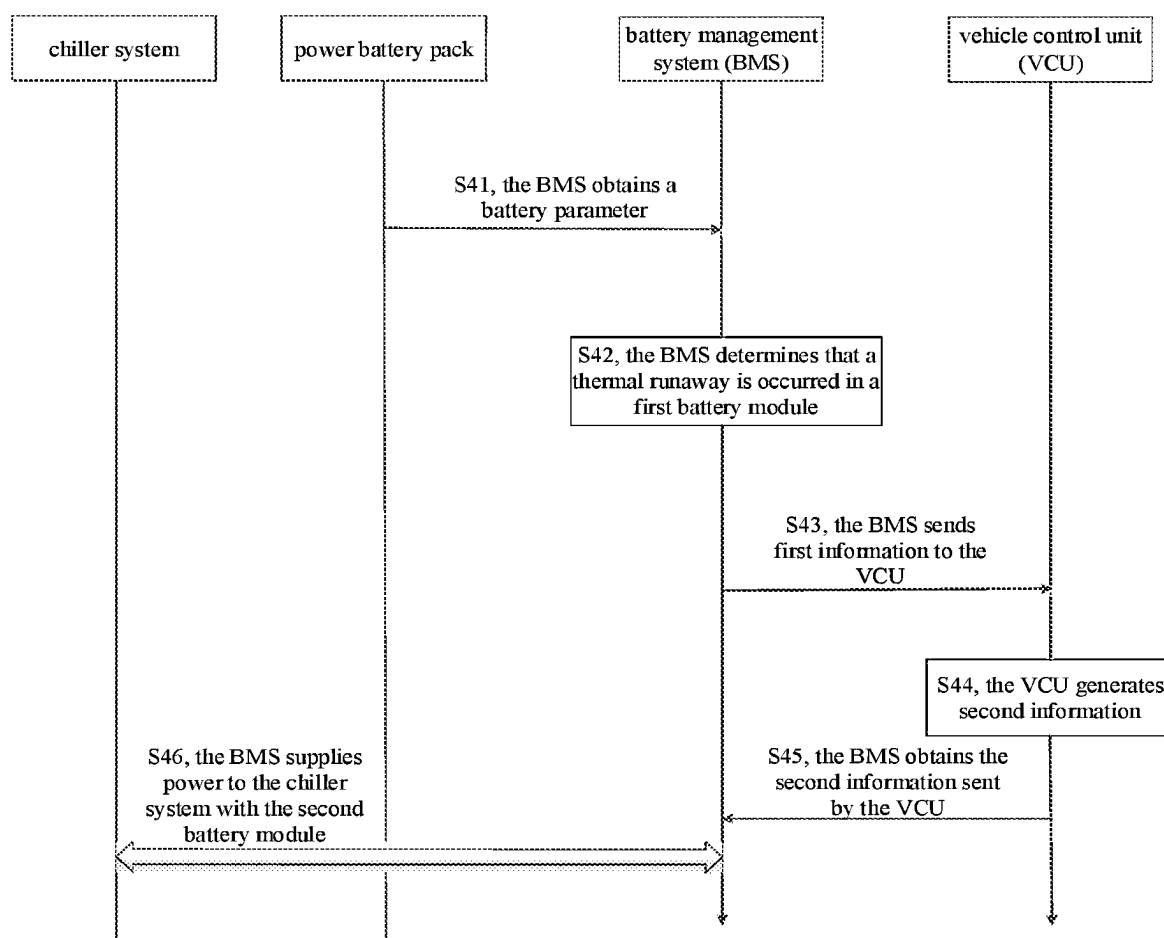 chiller system
power battery pack
battery management
system (BMS)
vehicle control unit
(VCU)
S41, the BMS obtains a
battery parameter
S42, the BMS determines that a
thermal runaway is occurred in a
first battery module
S43, the BMS sends
first information to the
VCU
S44, the VCU generates
second information
S45, the BMS obtains the
second information sent
by the VCU
S46, the BMS supplies
power to the chiller
system with the second
battery module